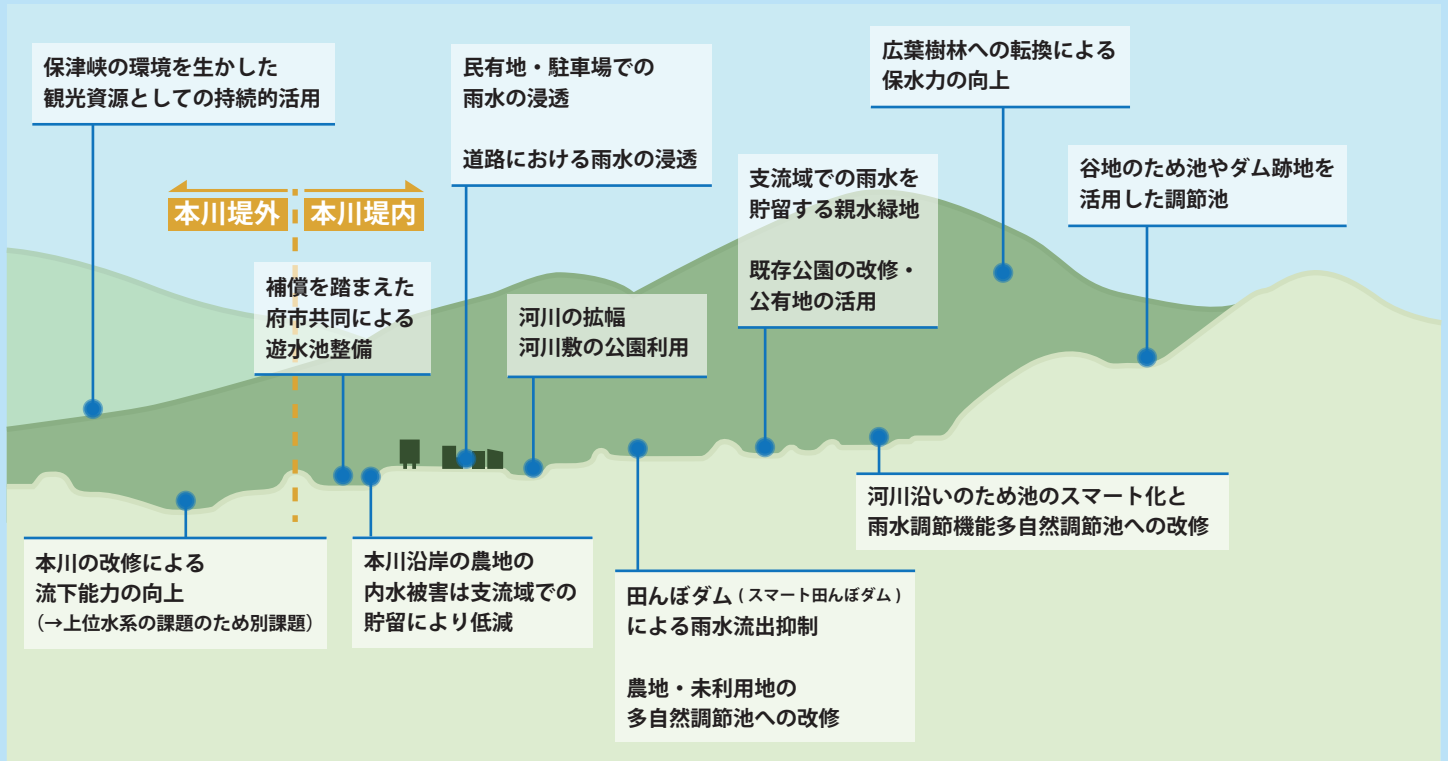 保津峡の環境を生かした
観光資源としての持続的活用
民有地・駐車場での
雨水の浸透
道路における雨水の浸透
広葉樹林への転換による
保水力の向上
谷地のため池やダム跡地を
活用した調節池
支流域での雨水を
貯留する親水緑地
既存公園の改修・
公有地の活用
本川堤外
本川堤内
補償を踏まえた
府市共同による
遊水池整備
河川の拡幅
河川敷の公園利用
河川沿いのため池のスマート化と
雨水調節機能多自然調節池への改修
本川の改修による
流下能力の向上
（→上位水系の課題のため別課題）
本川沿岸の農地の
内水被害は支流域での
貯留により低減
田んぼダム ( スマート田んぼダム )
による雨水流出抑制
農地・未利用地の
多自然調節池への改修